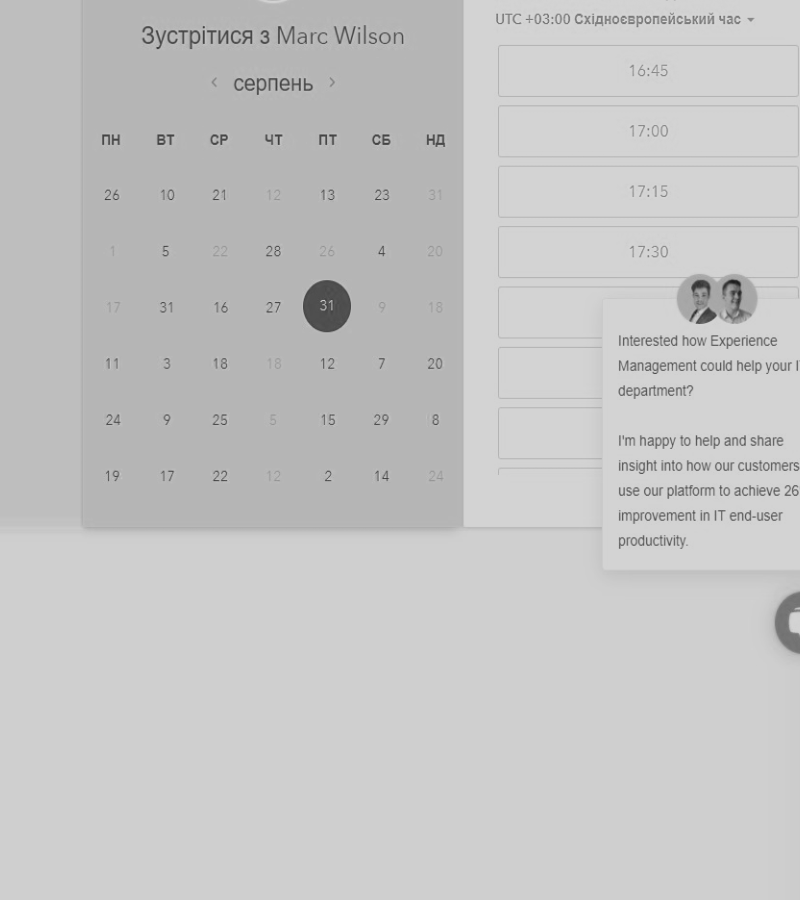 Зустрітися з Marc Wilson
серпень
ПН ВТ СР ЧТ ПТ СБ НД
26 10 21 12 13 23 31
1 5 22 28 26 4 20
17 31 16 27 31 9 18
11 3 18 18 12 7 20
24 9 25 5 15 29 8
19 17 22 12 2 14 24
UTC +03:00 Східноєвропейський час
16:45
17:00
17:15
17:30
Interested how Experience
Management could help your
department?
I'm happy to help and share
insight into how our customers
use our platform to achieve 26
improvement in IT end-user
productivity.